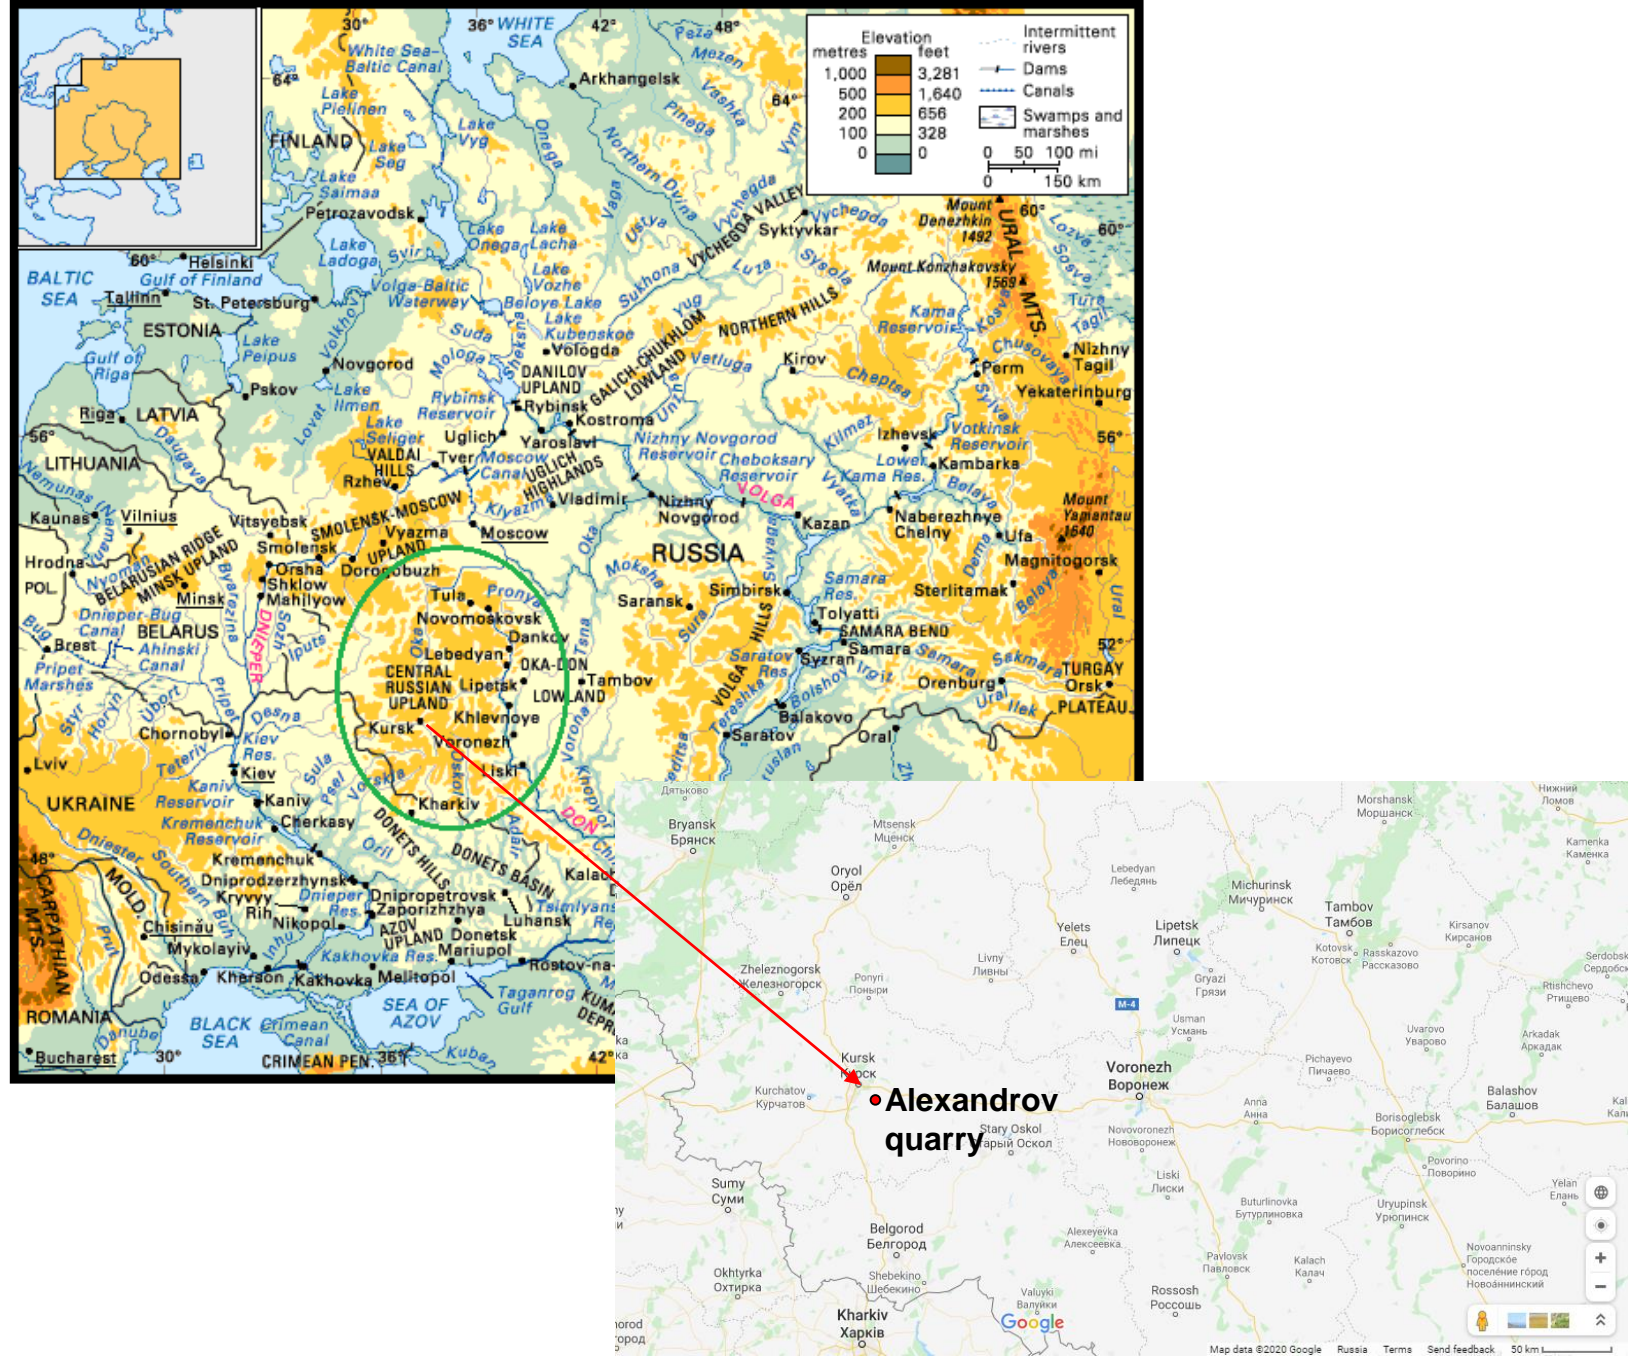 30°
36°
WHITE
SEA
42°
48°
Peza
Mezen
White Sea-
Baltic Canal
64°
Arkhangelsk
Vashka
Pinega
64°
Vym
Lake
Pielinen
FINLAND
Lake
Vyg
Lake
Seg
Onega
Northern Dvina
Lake
Saimaa
Vaga
Ustya
Vychegda
VYCHEGDA VALLEY
Vychegda
Syktyvkar
Petrozavodsk
Elevation
metres
feet
1,000
3,281
500
1,640
200
656
100
328
0
0
Intermittent
rivers
Dams
Canals
Swamps and
marshes
0 50 100 mi
0 150 km
Mount
Denezhkin
1492
URAL
MTS.
60°
60°
Lozva
Sosva
Lake
Onega
Lake
Lacha
Lake
Ladoga
Svir
60°
Helsinki
Gulf of Finland
BALTIC
SEA
Tallinn
St. Petersburg
Volga-Baltic
Waterway
Lake
Vozhe
Beloye Lake
Lake
Kubenskoe
Sukhona
Luza
Yug
Sysola
Mount Konzhakovsky
1569
Tura
Tagil
ESTONIA
Lake
Peipus
Volkhov
Suda
Mologa
Sheksna
Vologda
NORTHERN HILLS
Kama
Reservoir
Kosva
Chusovaya
Nizhny
Tagil
Gulf of
Riga
Novgorod
DANILOV
UPLAND
GALICH-CHUKHLOM
LOWLAND
Vetluga
Unzha
Kirov
Cheptsa
Perm
Sylva
Yekaterinburg
Pskov
Lake
Ilmen
Lovat
Rybinsk
Reservoir
Rybinsk
Kostroma
Riga
LATVIA
Daugava
56°
Lake
Seliger
VALDAI
HILLS
Uglich
Yaroslavl
Nizhny Novgorod
Reservoir
Cheboksary
Reservoir
Kilmez
Izhevsk
Votkinsk
Reservoir
56°
Tver
Moscow
Canal
UGLICH
HIGHLANDS
Lower
Kama Res.
Kambarka
LITHUANIA
Rzhev
Nemunas (Neman)
Klyazma
Vladimir
Nizhny
Novgorod
VOLGA
Vyatka
Belaya
Mount
Yamantau
1640
Kaunas
Vilnius
Vitsyebsk
SMOLENSK-MOSCOW
UPLAND
Vyazma
Moscow
Oka
Kazan
Naberezhnye
Chelny
Ufa
Hrodna
Nyoman
BELARUSIAN RIDGE
MINSK UPLAND
Smolensk
Orsha
Dorogobuzh
RUSSIA
Sviyaga
Dema
Magnitogorsk
POL.
Minsk
Byarezina
Shklow
Mahilyow
Tula
Pronya
Moksha
Saransk
Simbirsk
Samara
Res.
Sterlitamak
Belaya
Ural
Dnieper-Bug
Canal
BELARUS
Ahinski
Canal
Bug
Brest
DNIEPER
Sozh
Iputs
Oka
Novomoskovsk
Dankov
Tsna
Sura
Tolyatti
SAMARA BEND
Samara
52°
Pripet
Marshes
Styr
Horyn
Ubort
Pripet
Lebedyan
CENTRAL
RUSSIAN
UPLAND
Lipetsk
OKA-DON
LOWLAND
Tambov
VOLGA HILLS
Saratov
Res.
Syzran
Samara
Sakmara
TURGAY
PLATEAU
Orsk
Orenburg
Ural
Ilek
Bolshoy Irgit
Tereshka
Desna
Chornobyl
Kursk
Khlevnoye
Voronezh
Vorona
Balakovo
Saratov
Oral
Kiev
Res.
Teteriv
Kiev
Lviv
Sula
Psel
Vorskla
Oskol
Liski
UKRAINE
Kaniv
Reservoir
Kaniv
Kharkiv
DON
Kremenchuk
Reservoir
Cherkasy
Oril
DONETS HILLS
DONETS BASIN
Dniester
Southern Buh
Kremenchuk
Kalach
48°
CARPATHIAN
MTS.
MOLD.
Prut
Dniprodzerzhynsk
Dnipropetrovsk
Kryvyy
Rih
Dnieper
Res.
Zaporizhzhya
Luhansk
Nikopol
AZOV
UPLAND
Donetsk
Chisinău
Mykolayiv
Inhul
Kakhovka Res.
Mariupol
Odessa
Kherson
Kakhovka
Melitopol
Rostov-na-
ROMANIA
SEA OF
AZOV
Taganrog
Gulf
Danube
BLACK
SEA
Crimean
Canal
Kuban
Bucharest
30°
CRIMEAN PEN.
36°
42°
Дятьково
Нижний
Ломов
Morshansk
Моршанск
Bryansk
Брянск
Mtsensk
Мценск
Kamenka
Каменка
Oryol
Орёл
Lebedyan
Лебедянь
Michurinsk
Мичуринск
Tambov
Тамбов
Lipetsk
Липецк
Yelets
Елец
Kirsanov
Кирсанов
Kotovsk
Котовск
Rasskazovo
Рассказово
Serdobsk
Livny
Ливны
Zheleznogorsk
Железногорск
Ponyri
Поныри
Gryazi
Грязи
Rtishchevo
Ртищево
M-4
Usman
Усмань
Uvarovo
Уварово
Arkadak
Аркадак
Kursk
Курск
Voronezh
Воронеж
Pichayevo
Пичаево
Kurchatov
Курчатов
Alexandrov
quarry
Anna
Анна
Balashov
Балашов
Borisoglebsk
Борисоглебск
Stary Oskol
Старый Оскол
Novovoronezh
Нововоронеж
Povorino
Поворино
Liski
Лиски
Sumy
Суми
Yelan
Елань
Buturlinovka
Бутурлиновка
Uryupinsk
Урюпинск
Belgorod
Белгород
Alexeyevka
Алексеевка
Novoanninsky
Городское
поселение город
Новоаннинский
Pavlovsk
Павловск
Kalach
Калач
Okhtyrka
Охтирка
Shebekino
Шебекино
Valuyki
Валуйки
Rossosh
Россошь
Kharkiv
Харків
Google
Map data ©2020 Google Russia Terms Send feedback 50 km